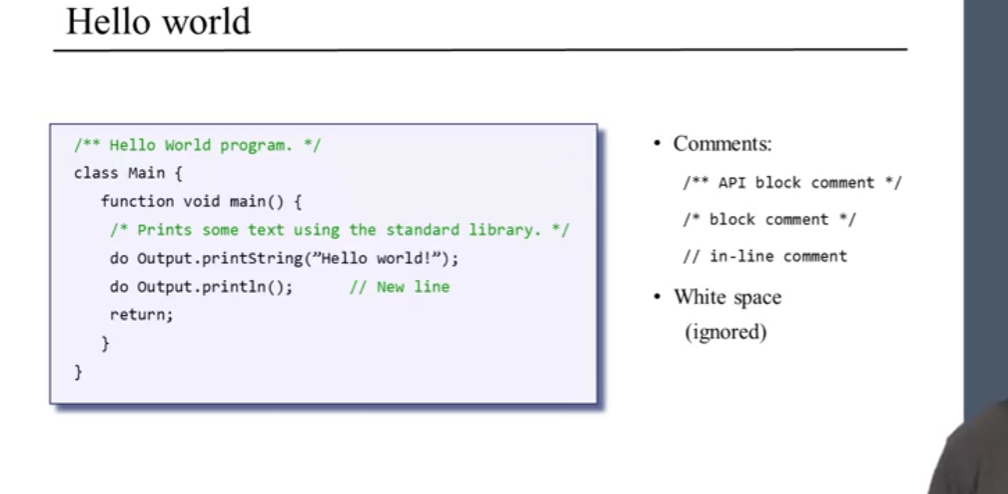 Hello world
/** Hello World program. */
class Main {
function void main() {
/* Prints some text using the standard library. */
do Output.printString(”Hello world!”);
do Output.println(); // New line
return;
}
}
• Comments:
/** API block comment */
/* block comment */
// in-line comment
• White space
(ignored)